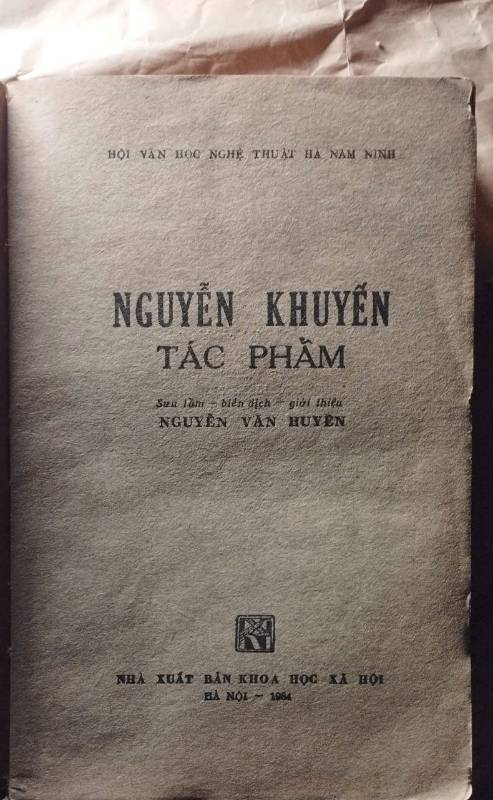 HỘI VĂN HỌC NGHỆ THUẬT HÀ NAM NINH
NGUYỄN KHUYẾN
TÁC PHẨM
Sưu tầm – biên dịch – giới thiệu
NGUYỄN VĂN HUYỀN
NHÀ XUẤT BẢN KHOA HỌC XÃ HỘI
HÀ NỘI – 1984